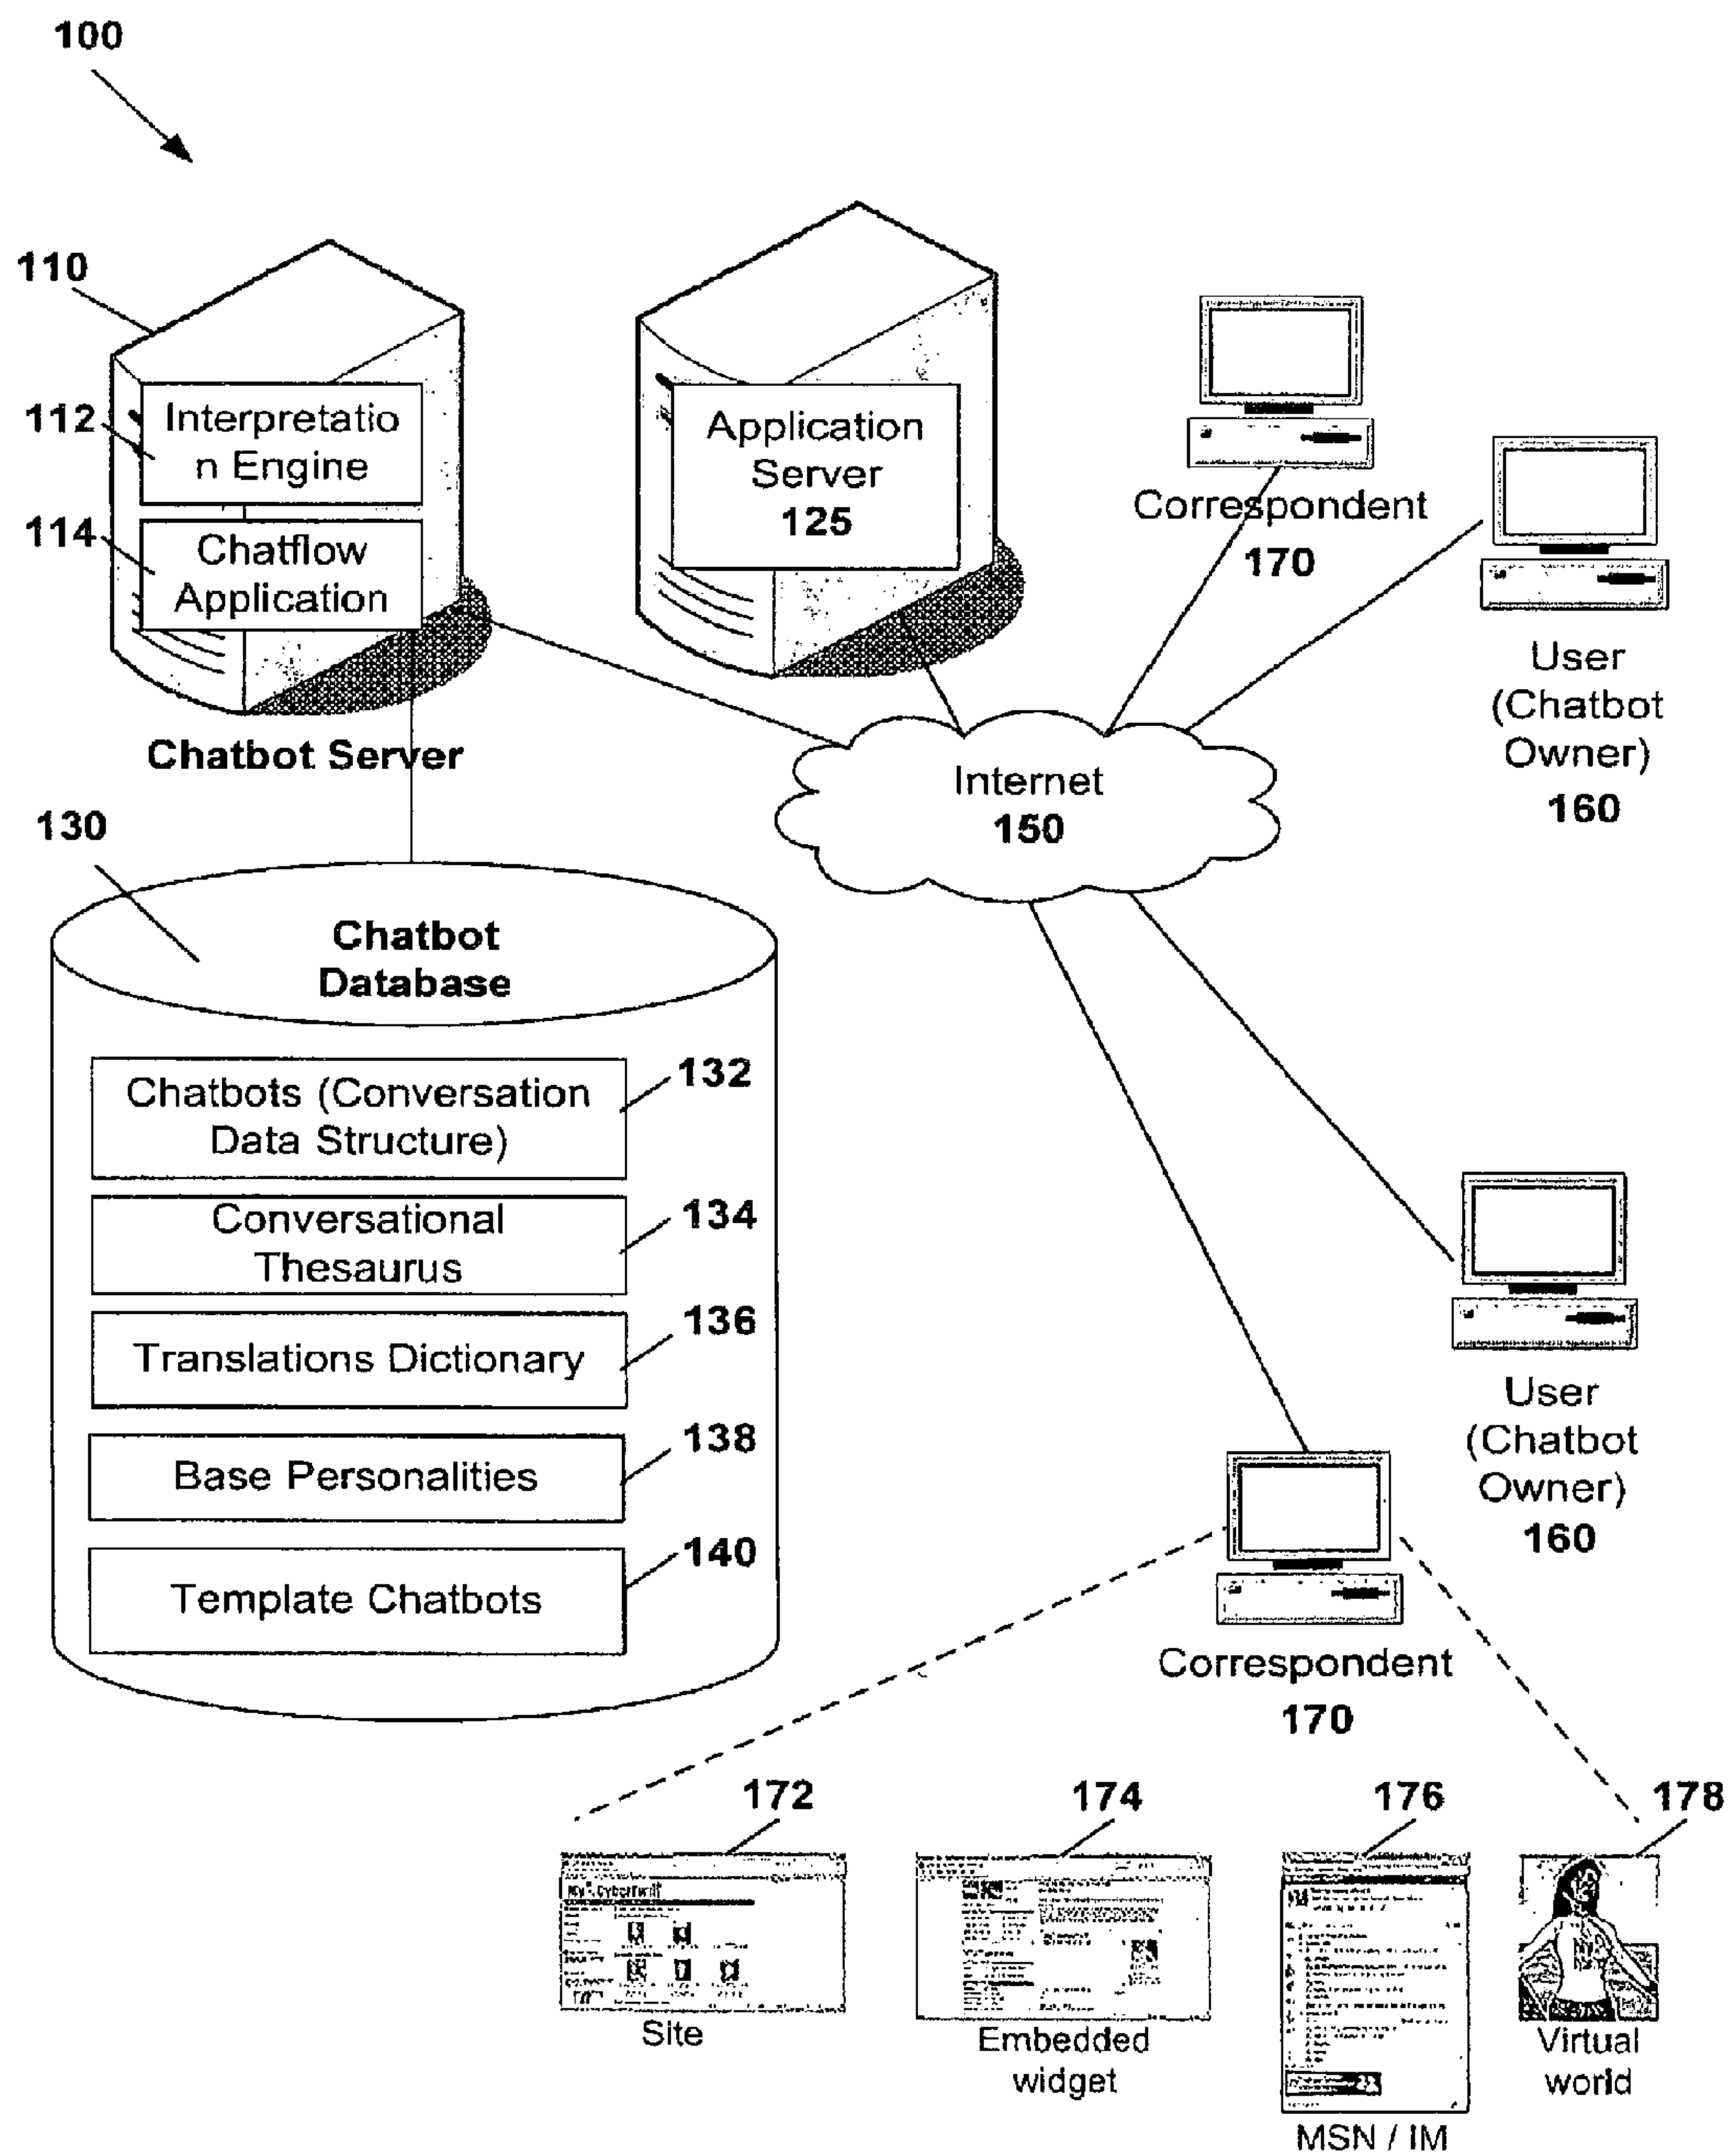 100
110
112
Interpretatio
n Engine
114
Chatflow
Application
Chatbot Server
Application
Server
125
Correspondent
170
User
(Chatbot
Owner)
160
Internet
150
130
Chatbot
Database
Chatbots (Conversation
Data Structure)
132
Conversational
Thesaurus
134
Translations Dictionary
136
Base Personalities
138
Template Chatbots
140
User
(Chatbot
Owner)
160
Correspondent
170
172
174
176
178
Site
Embedded
widget
MSN / IM
Virtual
world